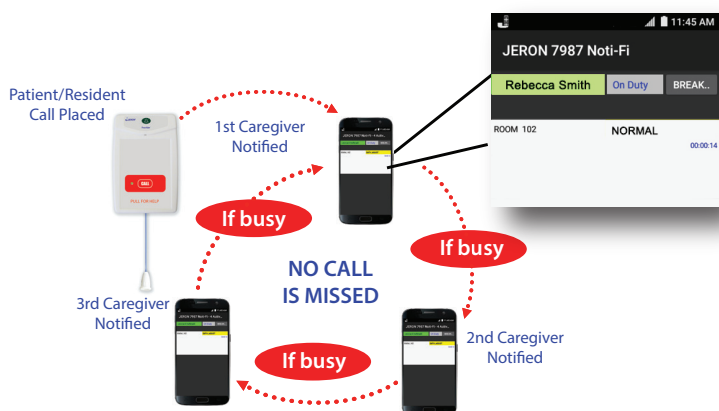 11:45 AM
JERON 7987 Noti-Fi
Rebecca Smith On Duty BREAK..
ROOM 102 NORMAL
00:00:14
Patient/Resident
Call Placed
1st Caregiver
Notified
CALL
PULL FOR HELP
If busy
If busy
NO CALL
IS MISSED
3rd Caregiver
Notified
2nd Caregiver
Notified
If busy